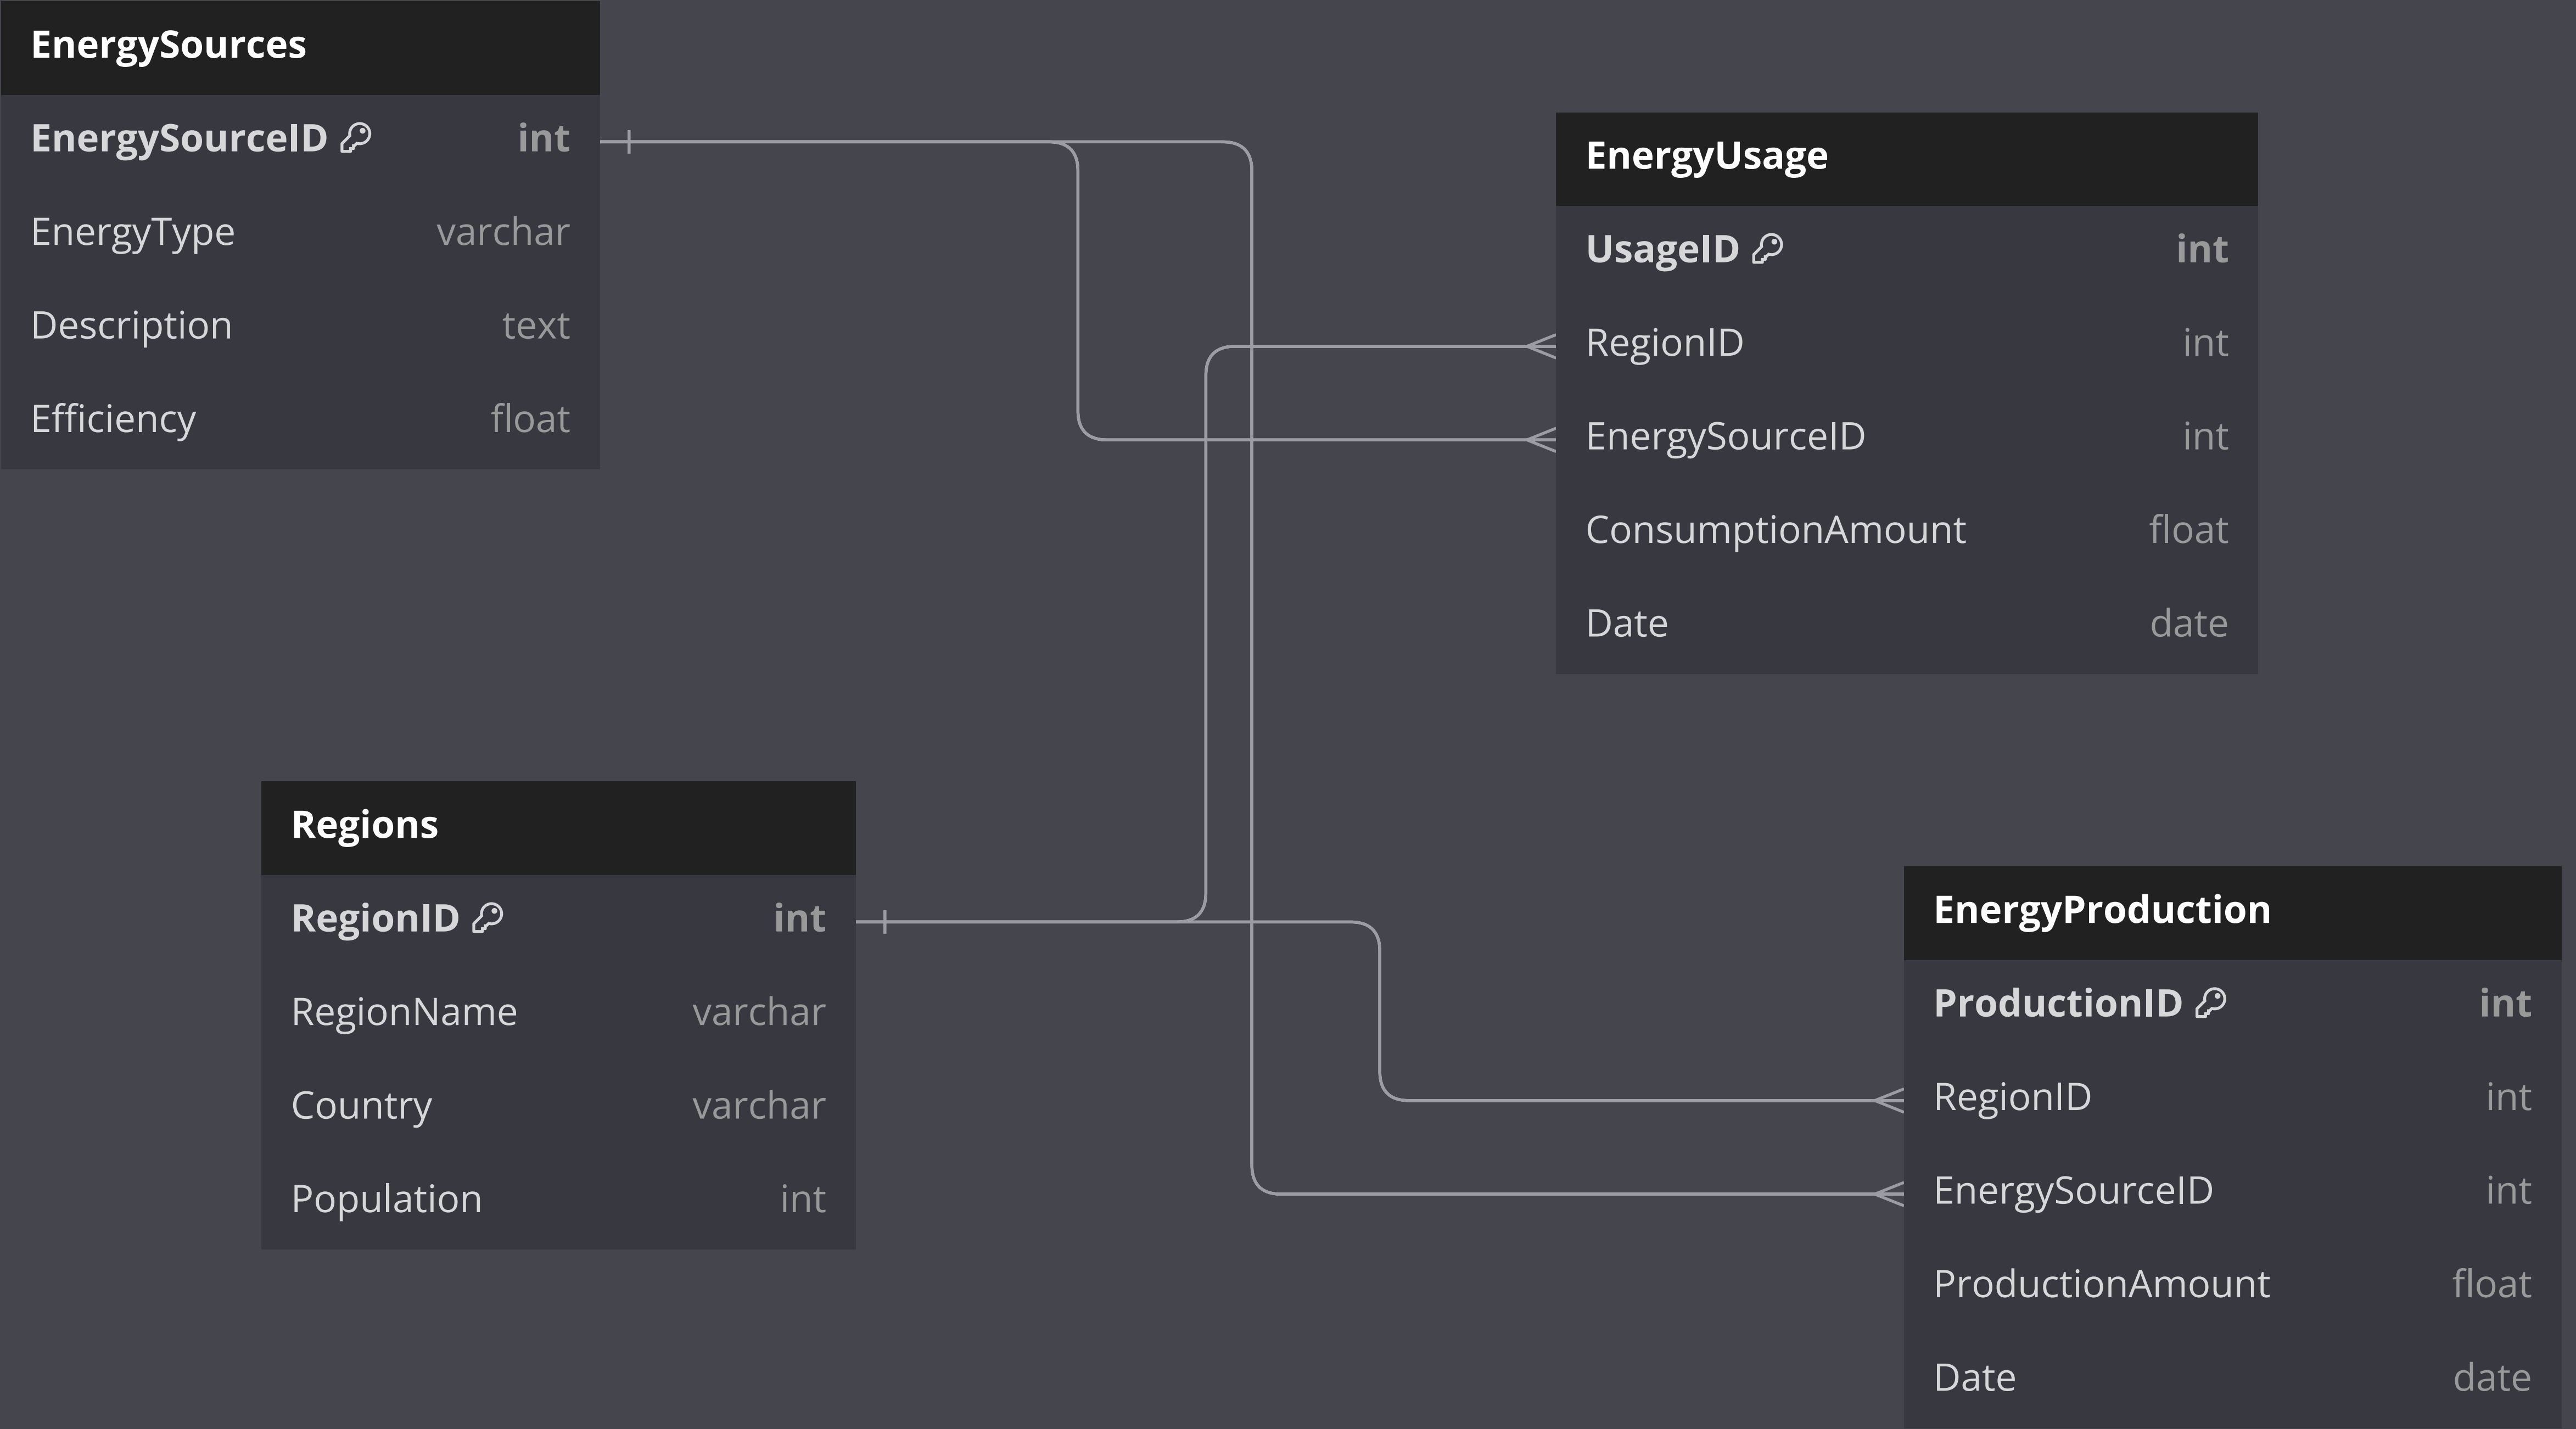 EnergySources
EnergySourceID int
EnergyType varchar
Description text
Efficiency float
EnergyUsage
UsageID int
RegionID int
EnergySourceID int
ConsumptionAmount float
Date date
Regions
RegionID int
RegionName varchar
Country varchar
Population int
EnergyProduction
ProductionID int
RegionID int
EnergySourceID int
ProductionAmount float
Date date